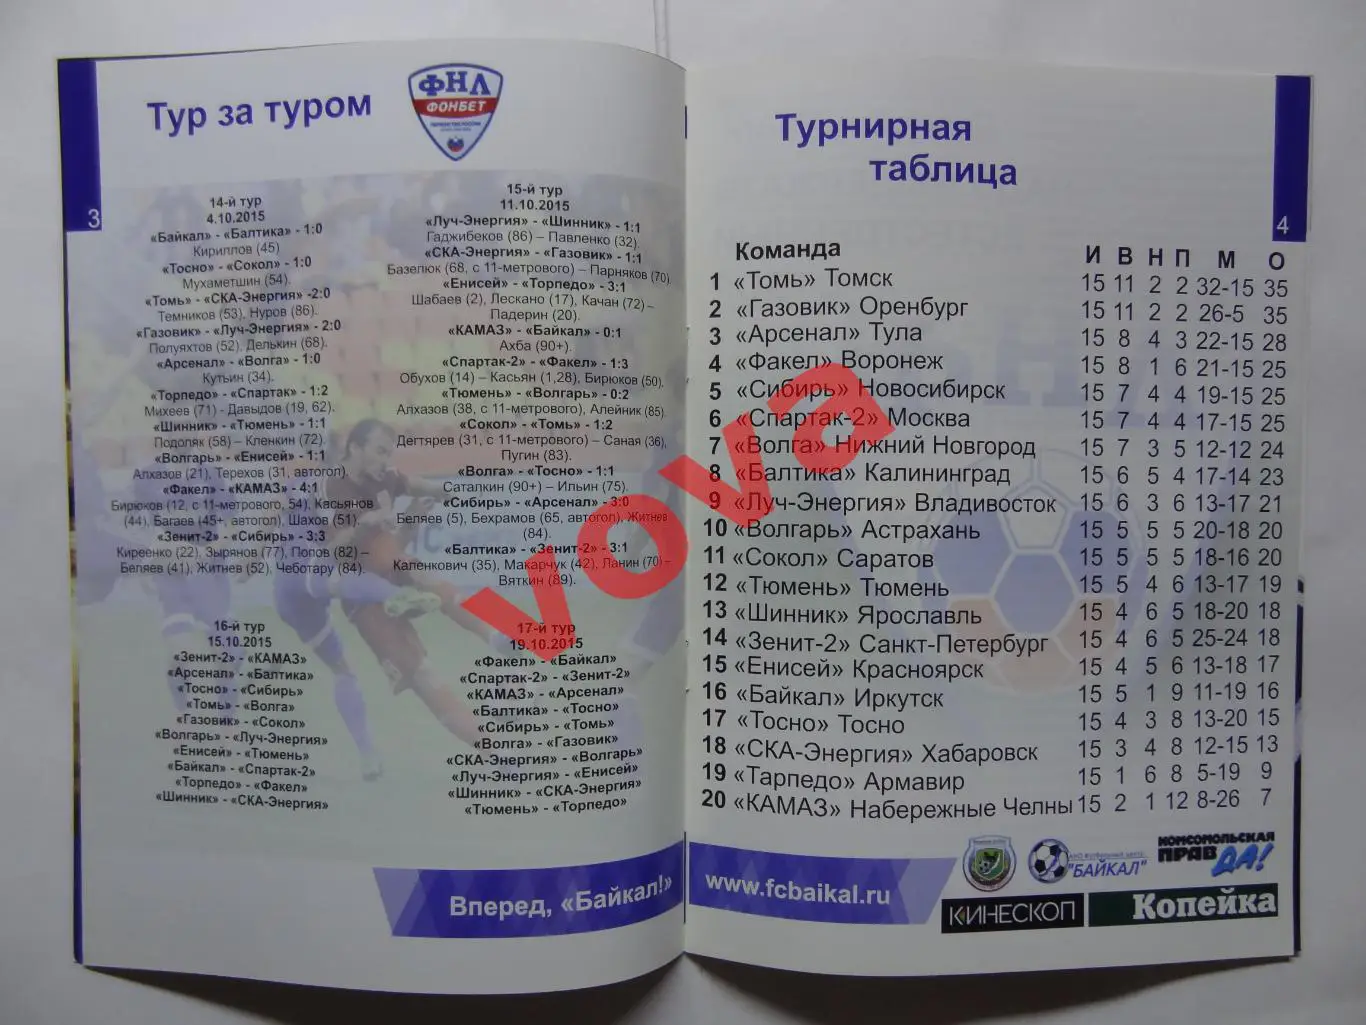 3
Тур за туром
ФНЛ
ФОНБЕТ
14-й тур
4.10.2015
«Байкал» - «Балтика» - 1:0
Кириллов (45)
«Тосно» - «Сокол» - 1:0
Мухаметшин (54).
«Томь» - «СКА-Энергия» -2:0
Темников (53), Нуров (86).
«Газовик» - «Луч-Энергия» - 2:0
Полуяхтов (52), Делькин (68).
«Арсенал» - «Волга» - 1:0
Кутьин (34).
«Торпедо» - «Спартак» - 1:2
Михеев (71) - Давыдов (19, 62).
«Шинник» - «Тюмень» - 1:1
Подоляк (58) – Кленкин (72).
«Волгарь» - «Енисей» - 1:1
Алхазов (21), Терехов (31, автогол).
«Факел» - «КАМАЗ» - 4:1
Бирюков (12, с 11-метрового, 54), Касьянов
(44), Багаев (45+, автогол), Шахов (51).
«Зенит-2» - «Сибирь» - 3:3
Киреенко (22), Зырянов (77), Попов (82) –
Беляев (41), Житнев (52), Чеботару (84).
15-й тур
11.10.2015
«Луч-Энергия» - «Шинник» - 1:1
Гаджибеков (86) – Павленко (32).
«СКА-Энергия» - «Газовик» - 1:1
Базелюк (68, с 11-метрового) – Парняков (70)
«Енисей» - «Торпедо» - 3:1
Шабаев (2), Лескано (17), Качан (72) –
Падерин (20).
«КАМАЗ» - «Байкал» - 0:1
Ахба (90+).
«Спартак-2» - «Факел» - 1:3
Обухов (14) – Касьян (1,28), Бирюков (50).
«Тюмень» - «Волгарь» - 0:2
Алхазов (38, с 11-метрового), Алейник (85).
«Сокол» - «Томь» - 1:2
Дегтярев (31, с 11-метрового) – Саная (36),
Пугин (83).
«Волга» - «Тосно» - 1:1
Саталкин (90+) – Ильин (75).
«Сибирь» - «Арсенал» - 3:0
Беляев (5), Бехрамов (65, автогол), Житнев
(84).
«Балтика» - «Зенит-2» - 3:1
Каленкович (35), Макарчук (42), Ланин (70) –
Вяткин (89).
16-й тур
15.10.2015
«Зенит-2» - «КАМАЗ»
«Арсенал» - «Балтика»
«Тосно» - «Сибирь»
«Томь» - «Волга»
«Газовик» - «Сокол»
«Волгарь» - «Луч-Энергия»
«Енисей» - «Тюмень»
«Байкал» - «Спартак-2»
«Торпедо» - «Факел»
«Шинник» - «СКА-Энергия»
17-й тур
19.10.2015
«Факел» - «Байкал»
«Спартак-2» - «Зенит-2»
«КАМАЗ» - «Арсенал»
«Балтика» - «Тосно»
«Сибирь» - «Томь»
«Волга» - «Газовик»
«СКА-Энергия» - «Волгарь»
«Луч-Энергия» - «Енисей»
«Шинник» - «СКА-Энергия»
«Тюмень» - «Торпедо»
Вперед, «Байкал!»
4
Турнирная
таблица
Команда И В Н П М О
1 «Томь» Томск 15 11 2 2 32-15 35
2 «Газовик» Оренбург 15 11 2 2 26-5 35
3 «Арсенал» Тула 15 8 4 3 22-15 28
4 «Факел» Воронеж 15 8 1 6 21-15 25
5 «Сибирь» Новосибирск 15 7 4 4 19-15 25
6 «Спартак-2» Москва 15 7 4 4 17-15 25
7 «Волга» Нижний Новгород 15 7 3 5 12-12 24
8 «Балтика» Калининград 15 6 5 4 17-14 23
9 «Луч-Энергия» Владивосток 15 6 3 6 13-17 21
10 «Волгарь» Астрахань 15 5 5 5 20-18 20
11 «Сокол» Саратов 15 5 5 5 18-16 20
12 «Тюмень» Тюмень 15 5 4 6 13-17 19
13 «Шинник» Ярославль 15 4 6 5 18-20 18
14 «Зенит-2» Санкт-Петербург 15 4 6 5 25-24 18
15 «Енисей» Красноярск 15 4 5 6 13-18 17
16 «Байкал» Иркутск 15 5 1 9 11-19 16
17 «Тосно» Тосно 15 4 3 8 13-20 15
18 «СКА-Энергия» Хабаровск 15 3 4 8 12-15 13
19 «Тарпедо» Армавир 15 1 6 8 5-19 9
20 «КАМАЗ» Набережные Челны 15 2 1 12 8-26 7
www.fcbaikal.ru
АНО Футбольный центр
"БАЙКАЛ"
КОМСОМОЛЬСКАЯ
ПРАВДА!
КИНЕСКОП
Копейка
vova